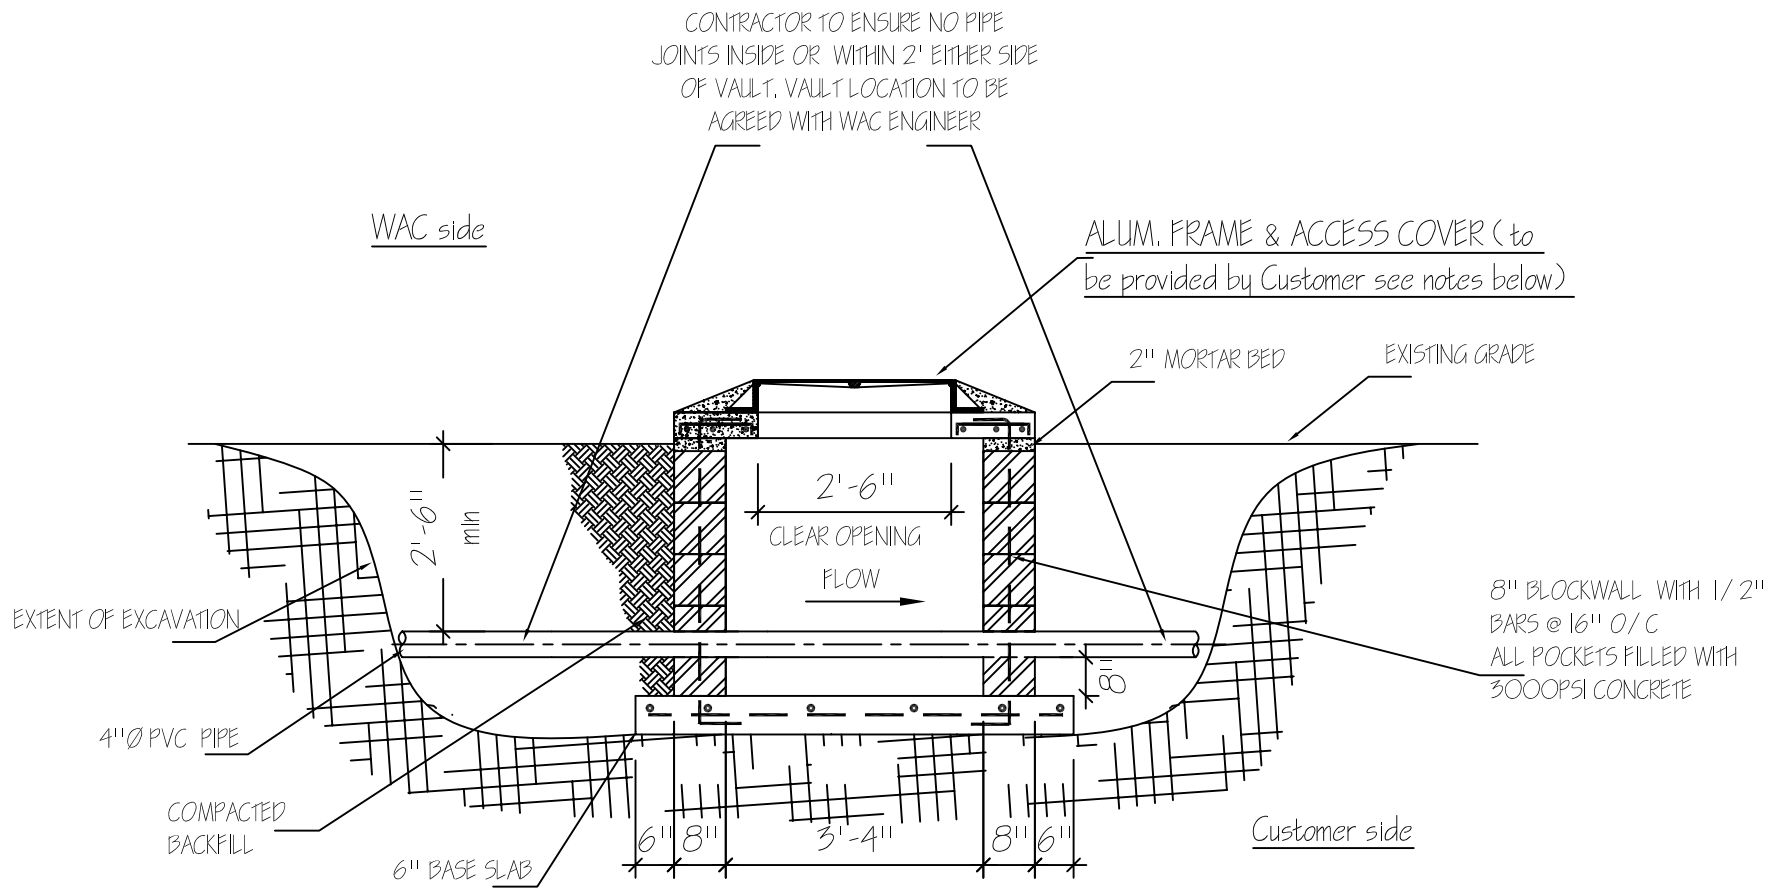 CONTRACTOR TO ENSURE NO PIPE
JOINTS INSIDE OR WITHIN 2' EITHER SIDE
OF VAULT. VAULT LOCATION TO BE
AGREED WITH WAC ENGINEER
WAC side
ALUM. FRAME & ACCESS COVER ( to
be provided by Customer see notes below)
2" MORTAR BED
EXISTING GRADE
2'-6"
min
2'-6"
CLEAR OPENING
FLOW
EXTENT OF EXCAVATION
8" BLOCKWALL WITH 1/2"
BARS @ 16" O/C
ALL POCKETS FILLED WITH
3000PSI CONCRETE
8"
4"Ø PVC PIPE
COMPACTED
BACKFILL
6" BASE SLAB
6" 8" 3'-4" 8" 6"
Customer side